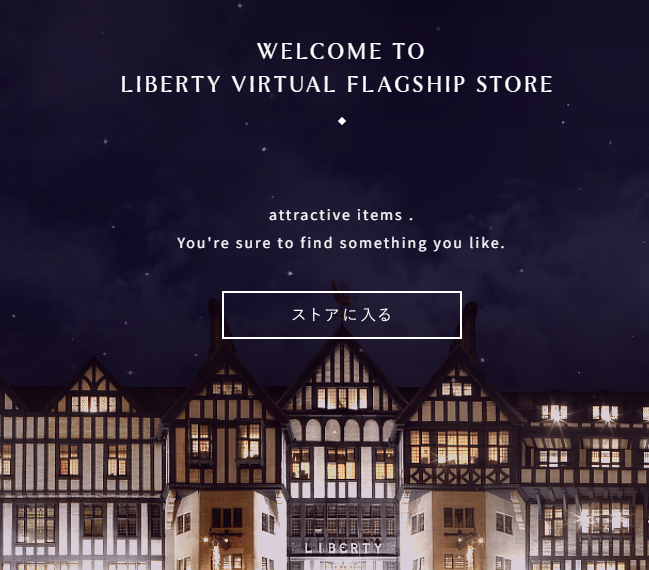 WELCOME TO
LIBERTY VIRTUAL FLAGSHIP STORE
attractive items .
You're sure to find something you like.
ストアに入る
LIBERTY